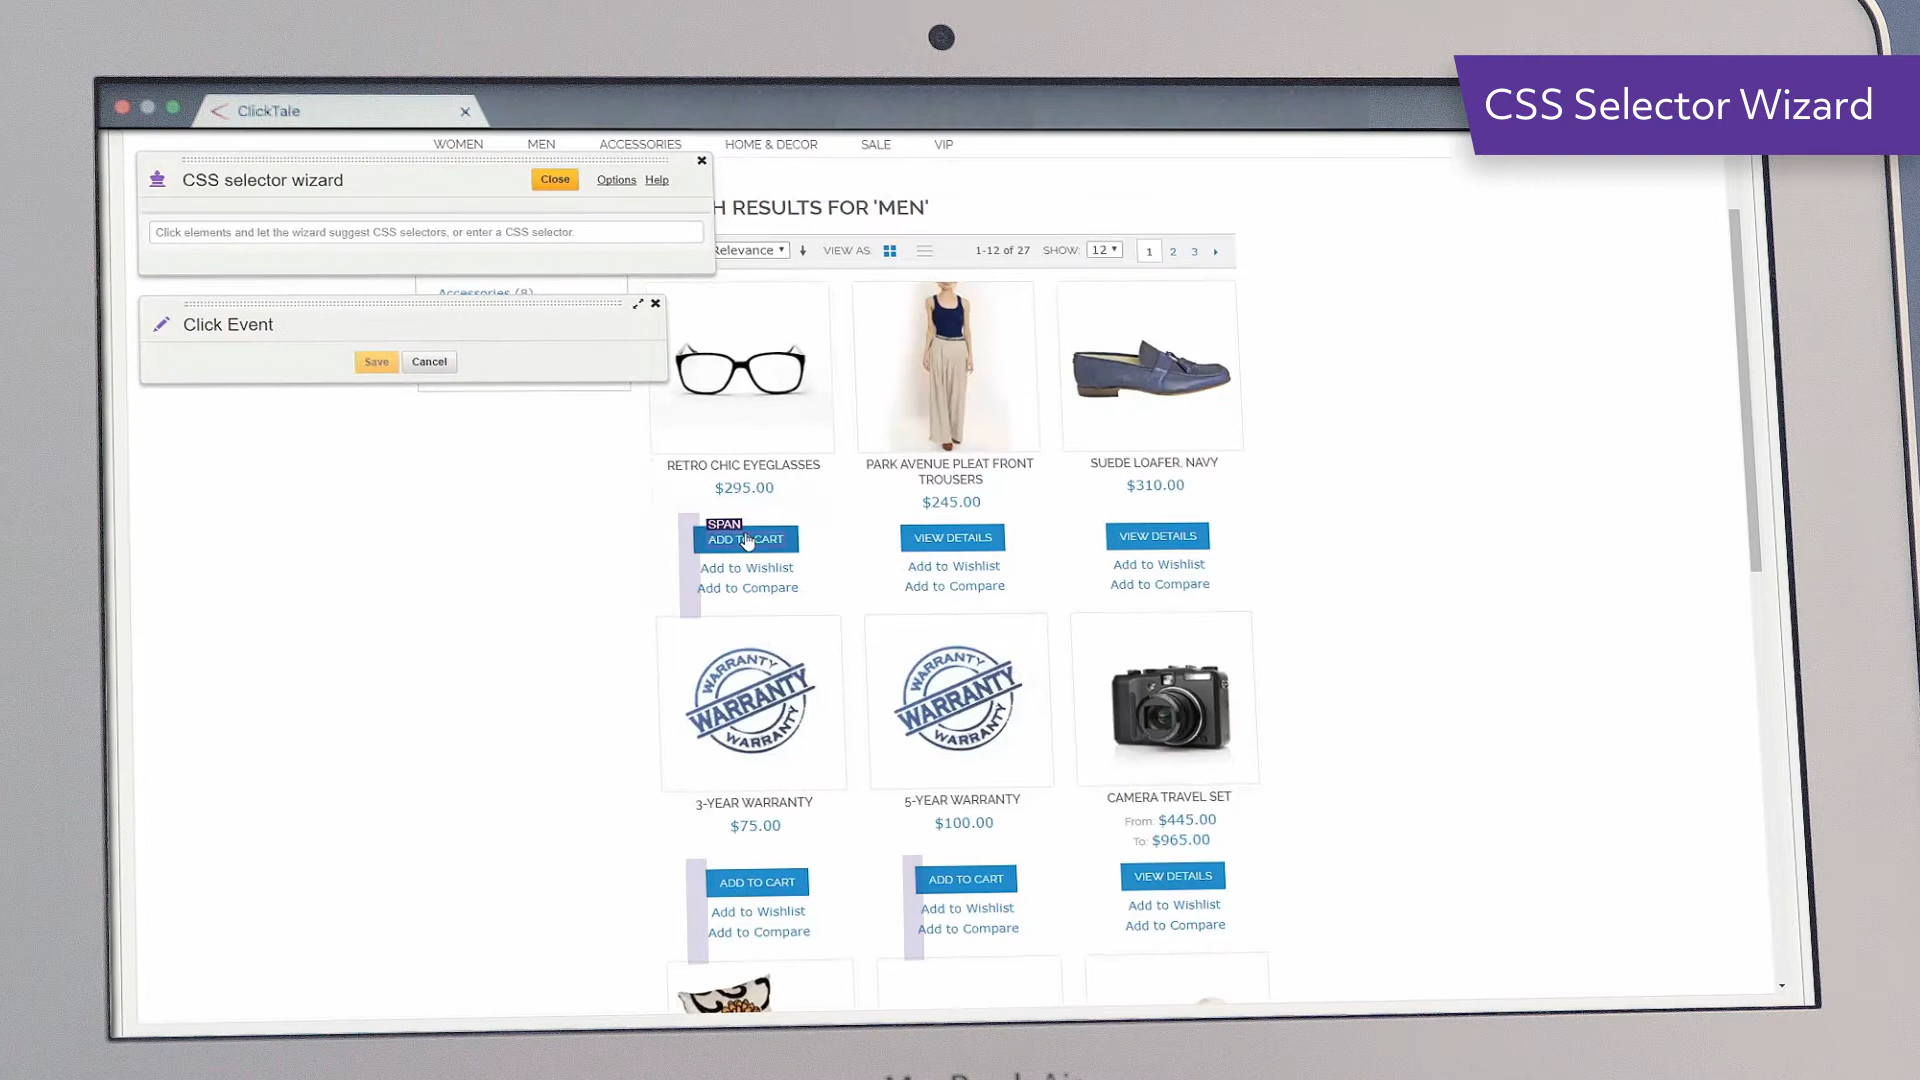 CSS Selector Wizard
ClickTale
WOMEN MEN ACCESSORIES HOME & DECOR SALE VIP
CSS selector wizard Close Options Help
Click elements and let the wizard suggest CSS selectors, or enter a CSS selector.
H RESULTS FOR 'MEN'
Relevance VIEW AS: 1-12 of 27 SHOW: 12 1 2 3
Accessories (8)
Click Event
Save Cancel
RETRO CHIC EYEGLASSES
$295.00
SPAN
ADD TO CART
Add to Wishlist
Add to Compare
PARK AVENUE PLEAT FRONT
TROUSERS
$245.00
VIEW DETAILS
Add to Wishlist
Add to Compare
SUEDE LOAFER, NAVY
$310.00
VIEW DETAILS
Add to Wishlist
Add to Compare
WARRANTY
WARRANTY
WARRANTY
3-YEAR WARRANTY
$75.00
ADD TO CART
Add to Wishlist
Add to Compare
WARRANTY
WARRANTY
WARRANTY
5-YEAR WARRANTY
$100.00
ADD TO CART
Add to Wishlist
Add to Compare
CAMERA TRAVEL SET
From: $445.00
To: $965.00
VIEW DETAILS
Add to Wishlist
Add to Compare